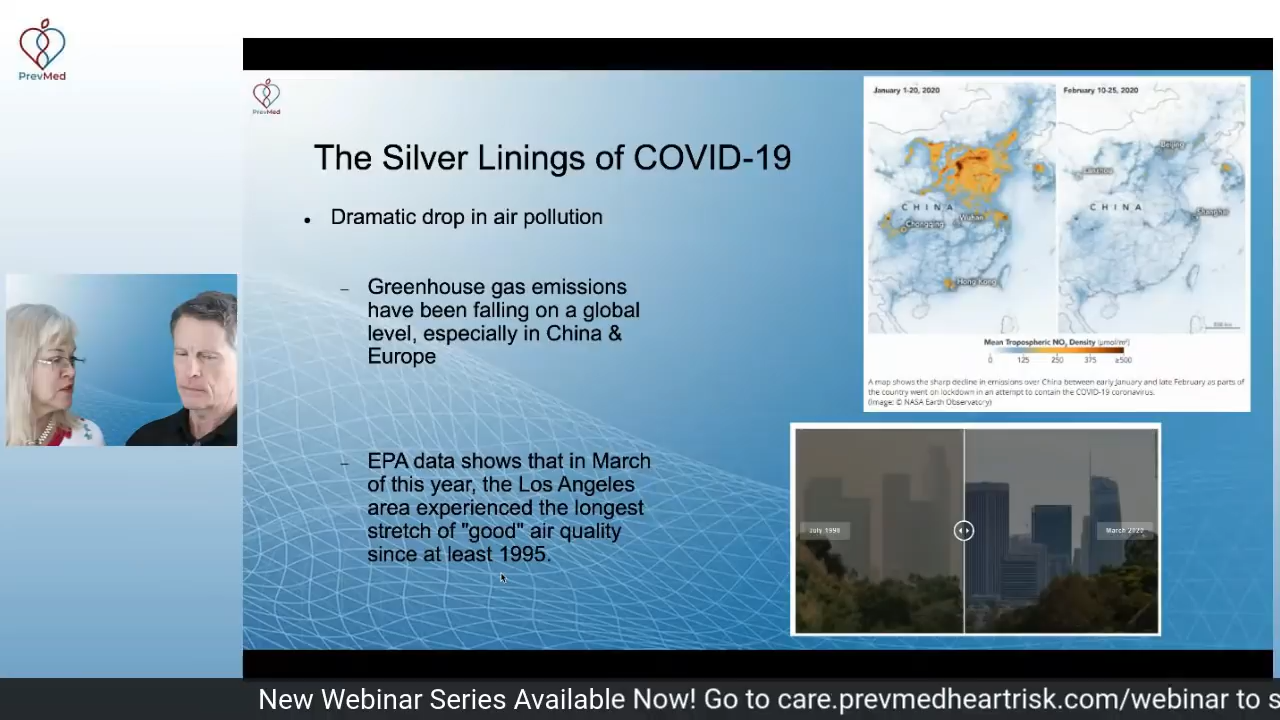 PrevMed
PrevMed
The Silver Linings of COVID-19
• Dramatic drop in air pollution
– Greenhouse gas emissions
have been falling on a global
level, especially in China &
Europe
– EPA data shows that in March
of this year, the Los Angeles
area experienced the longest
stretch of "good" air quality
since at least 1995.
January 1-20, 2020
February 10-25, 2020
Beijing
Lanzhou
CHINA
CHINA
Wuhan
Shanghai
Chongqing
Hong Kong
Mean Tropospheric NO₂ Density (μmol/m²)
0 125 250 375 ≥500
A map shows the sharp decline in emissions over China between early January and late February as parts of
the country went on lockdown in an attempt to contain the COVID-19 coronavirus.
(Image: © NASA Earth Observatory)
July 1998
March 2020
New Webinar Series Available Now! Go to care.prevmedheartrisk.com/webinar to s